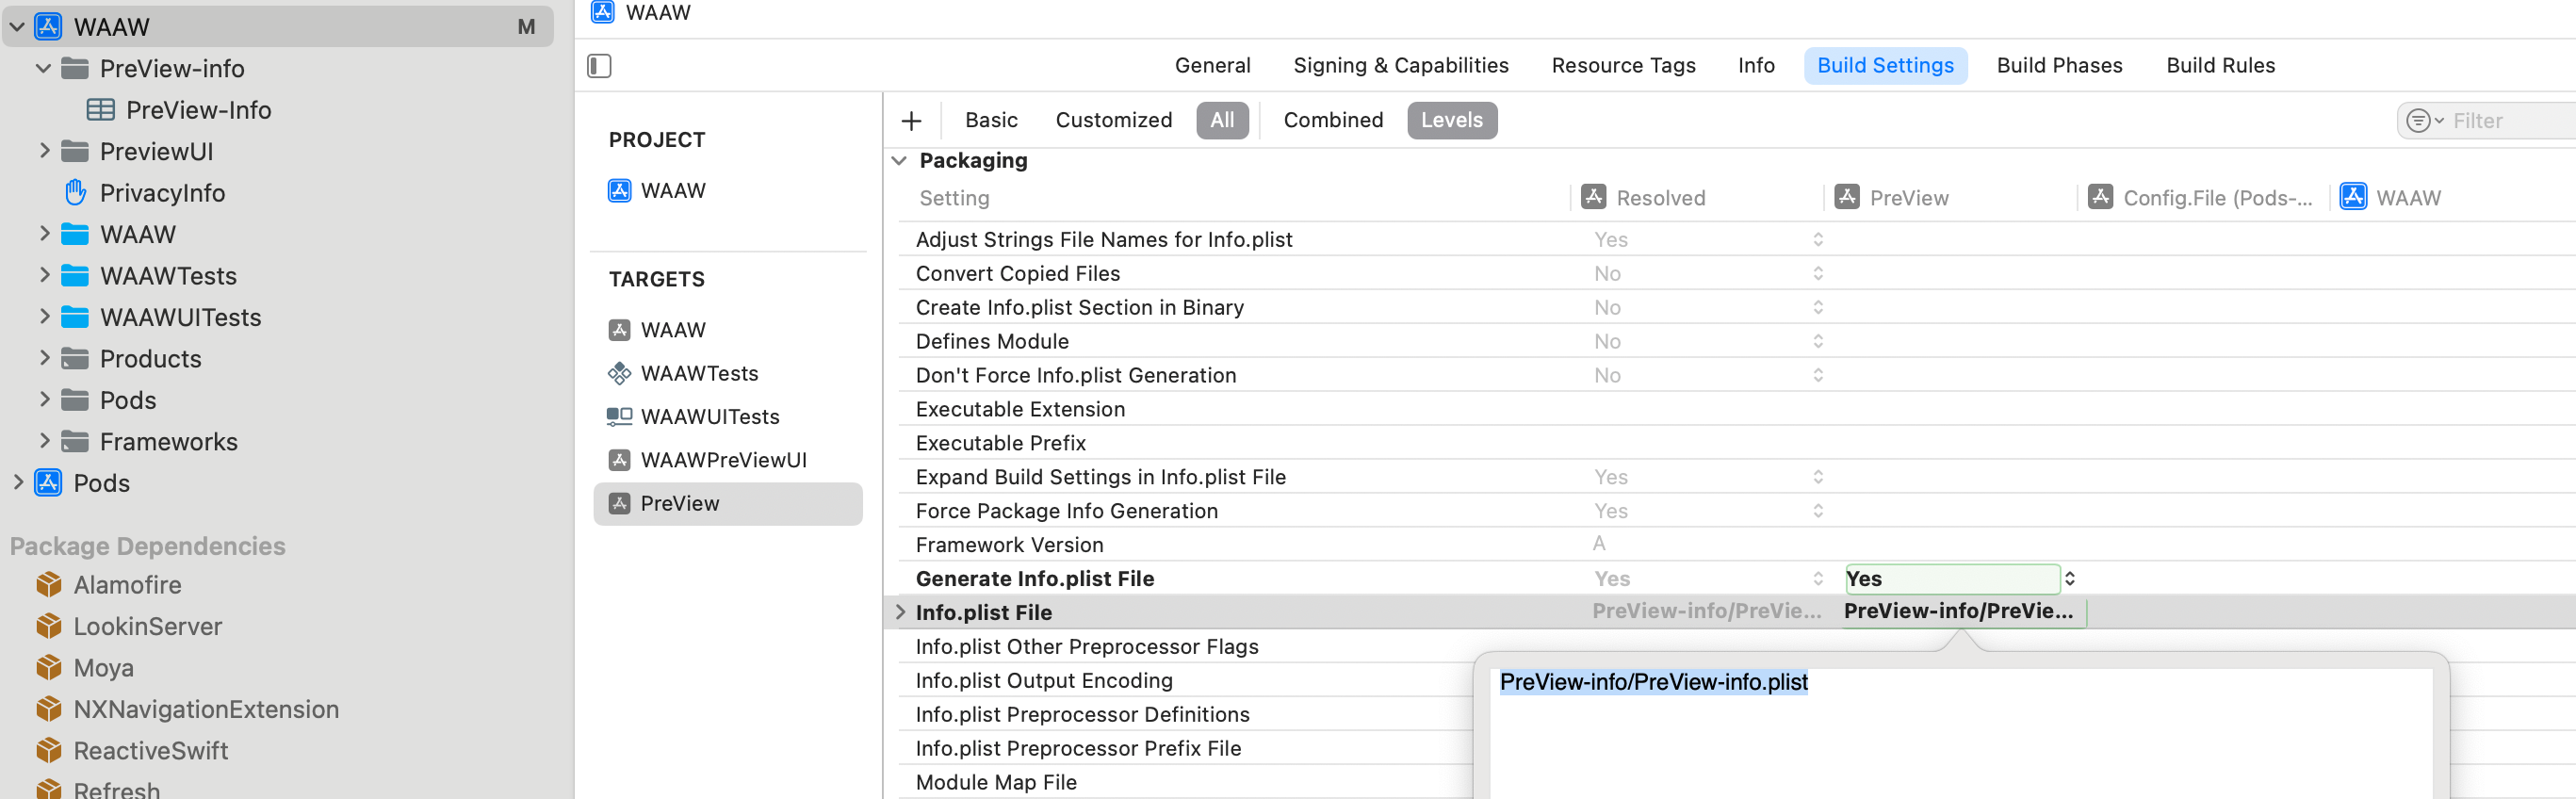 WAAW M
PreView-info
PreView-Info
PreviewUI
PrivacyInfo
WAAW
WAAWTests
WAAWUITests
Products
Pods
Frameworks
Pods
Package Dependencies
Alamofire
LookinServer
Moya
NXNavigationExtension
ReactiveSwift
Refresh
WAAW
General Signing & Capabilities Resource Tags Info Build Settings Build Phases Build Rules
PROJECT
WAAW
TARGETS
WAAW
WAAWTests
WAAWUITests
WAAWPreViewUI
PreView
Basic Customized All Combined Levels Filter
Packaging
Setting Resolved PreView Config.File (Pods-... WAAW
Adjust Strings File Names for Info.plist Yes
Convert Copied Files No
Create Info.plist Section in Binary No
Defines Module No
Don't Force Info.plist Generation No
Executable Extension
Executable Prefix
Expand Build Settings in Info.plist File Yes
Force Package Info Generation Yes
Framework Version A
Generate Info.plist File Yes Yes
Info.plist File PreView-info/PreVie... PreView-info/PreVie...
Info.plist Other Preprocessor Flags
Info.plist Output Encoding
Info.plist Preprocessor Definitions
Info.plist Preprocessor Prefix File
Module Map File
PreView-info/PreView-info.plist